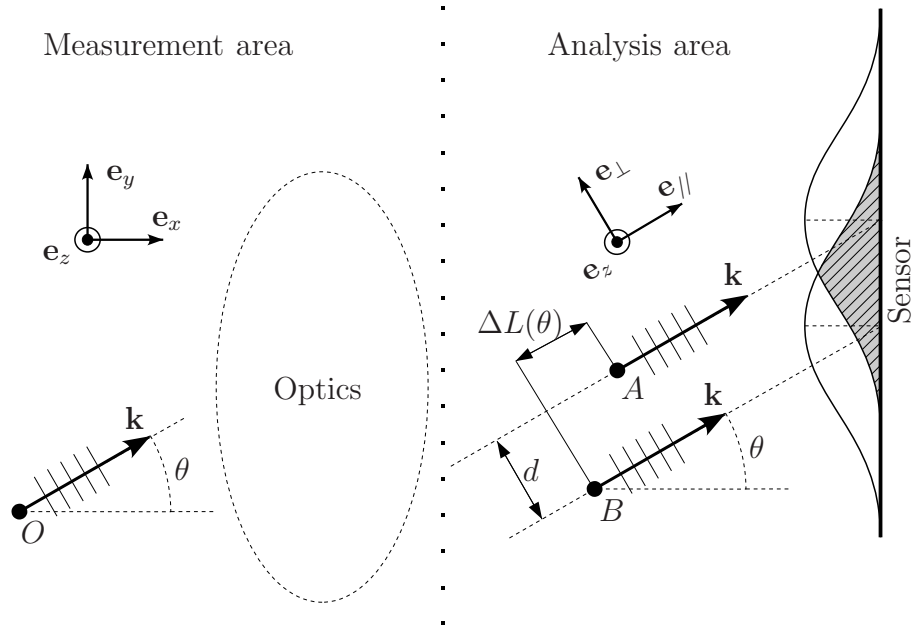 Measurement area
Analysis area
e_y
e_x
e_z
e_⊥
e_//
e_z
k
ΔL(θ)
A
k
Optics
k
θ
d
θ
B
O
Sensor